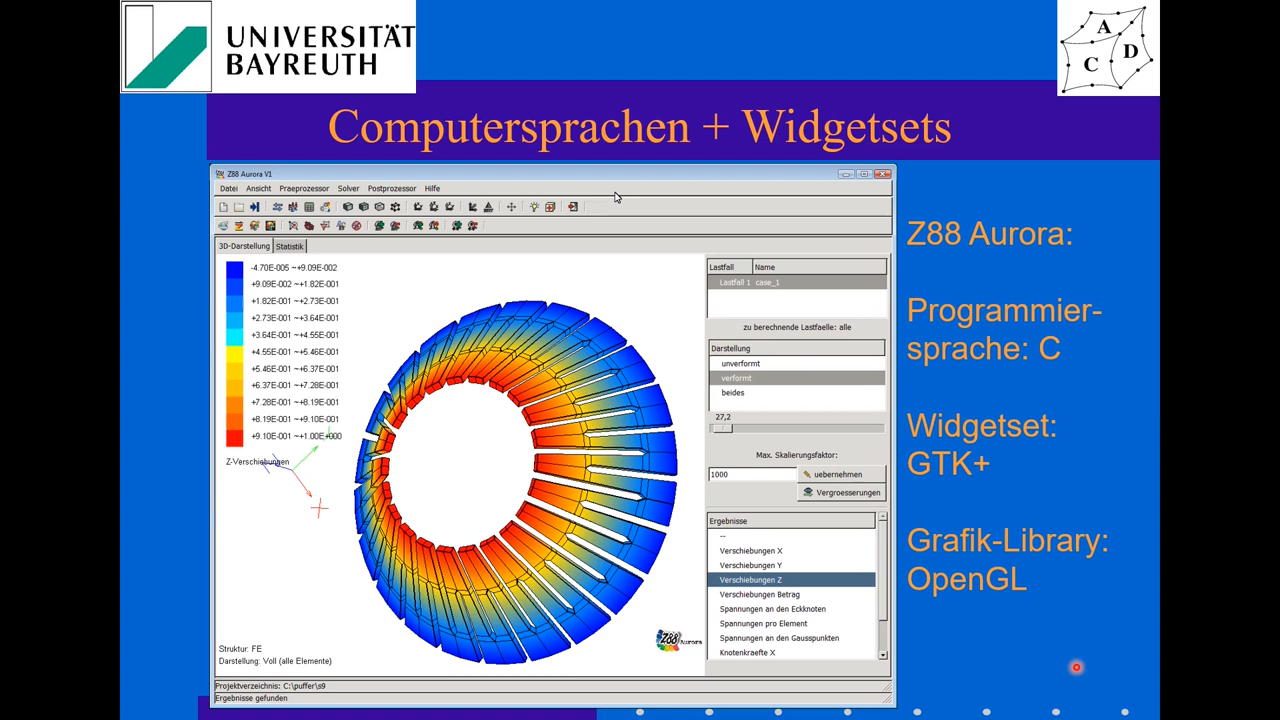 UNIVERSITÄT
BAYREUTH
A
C D
Computersprachen + Widgetsets
Z88 Aurora V1
Datei Ansicht Praeprozessor Solver Postprozessor Hilfe
3D-Darstellung Statistik
-4.70E-005 ~+9.09E-002
+9.09E-002 ~+1.82E-001
+1.82E-001 ~+2.73E-001
+2.73E-001 ~+3.64E-001
+3.64E-001 ~+4.55E-001
+4.55E-001 ~+5.46E-001
+5.46E-001 ~+6.37E-001
+6.37E-001 ~+7.28E-001
+7.28E-001 ~+8.19E-001
+8.19E-001 ~+9.10E-001
+9.10E-001 ~+1.00E+000
Z-Verschiebungen
Struktur: FE
Darstellung: Voll (alle Elemente)
Z88 Aurora
Lastfall Name
Lastfall 1 case_1
zu berechnende Lastfaelle: alle
Darstellung
unverformt
verformt
beides
27,2
Max. Skalierungsfaktor:
1000 uebernehmen
Vergroesserungen
Ergebnisse
--
Verschiebungen X
Verschiebungen Y
Verschiebungen Z
Verschiebungen Betrag
Spannungen an den Eckknoten
Spannungen pro Element
Spannungen an den Gausspunkten
Knotenkraefte X
Projektverzeichnis: C:\puffer\s9
Ergebnisse gefunden
Z88 Aurora:
Programmier-
sprache: C
Widgetset:
GTK+
Grafik-Library:
OpenGL